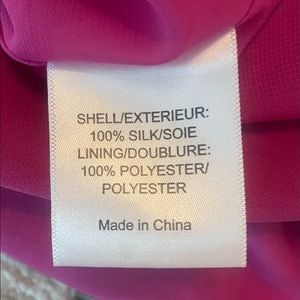 SHELL/EXTERIEUR:
100% SILK/SOIE
LINING/DOUBLURE:
100% POLYESTER/
POLYESTER
Made in China